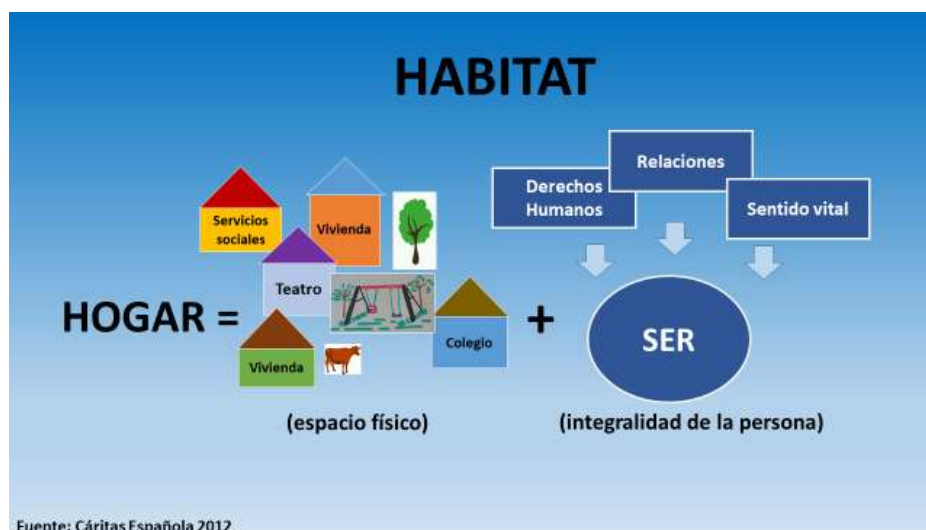 HABITAT
Relaciones
Derechos
Humanos
Sentido vital
Servicios
sociales
Vivienda
Teatro
HOGAR =
+
SER
Colegio
Vivienda
(espacio físico)
(integralidad de la persona)
Fuente: Cáritas Española 2012